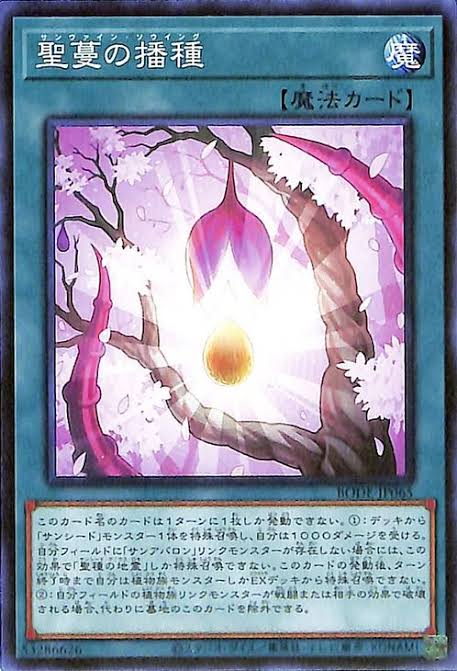 サンヴァイン・ソウイング
聖蔓の播種
魔
【魔法カード】
BODE-JP065
このカード名のカードは1ターンに1枚しか発動できない。①：デッキから
「サンシード」モンスター1体を特殊召喚し、自分は1000ダメージを受ける。
自分フィールドに「サンアバロン」リンクモンスターが存在しない場合には、この
効果で「聖種の地霊」しか特殊召喚できない。このカードの発動後、ターン
終了時まで自分は植物族モンスターしかEXデッキから特殊召喚できない。
②：自分フィールドの植物族リンクモンスターが戦闘または相手の効果で破壊
される場合、代わりに墓地のこのカードを除外できる。
KONAMI